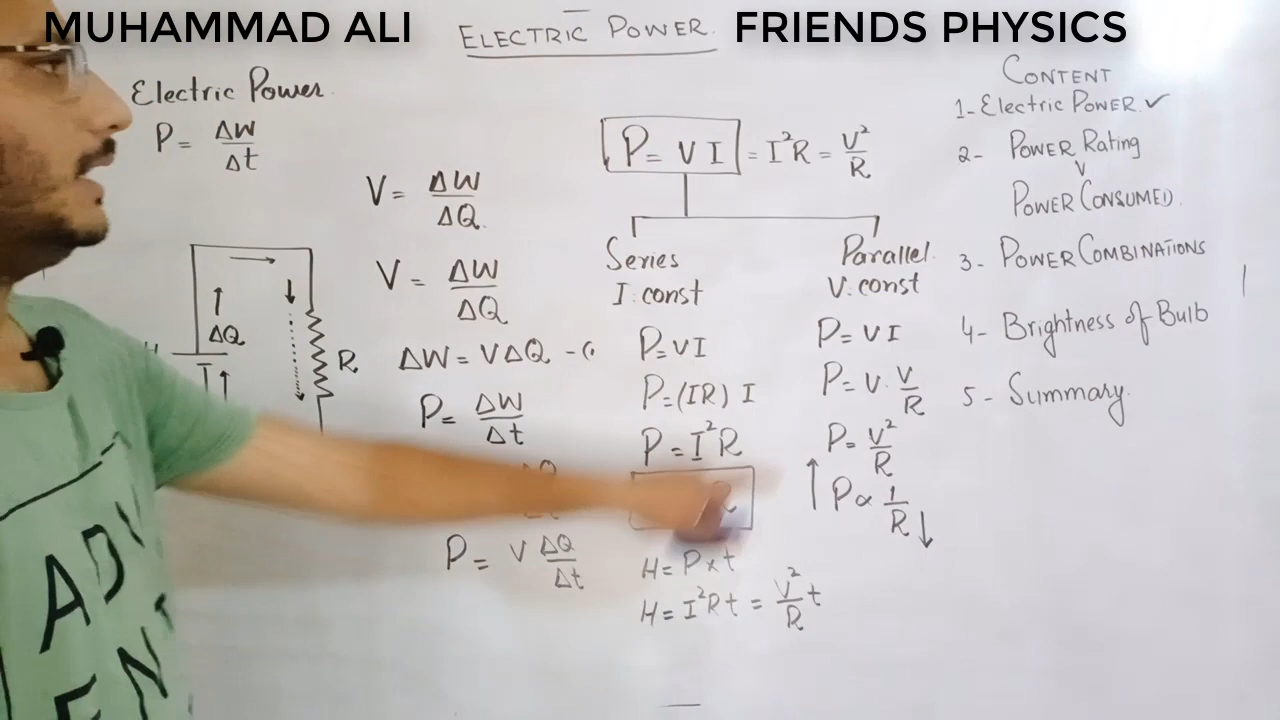 MUHAMMAD ALI
FRIENDS PHYSICS
ELECTRIC POWER.
Electric Power.
P = ΔW/Δt
V = ΔW/ΔQ.
V = ΔW/ΔQ
ΔW = VΔQ
P = ΔW/Δt
P = V ΔQ/Δt
ΔQ
R
P = VI = I²R = V²/R
Series
I: const
P = VI
P = (IR) I
P = I²R
H = P×t
H = I²Rt = V²/R t
Parallel.
V: const
P = VI
P = V. V/R
P = V²/R
↑ P ∝ 1/R ↓
CONTENT
1- Electric POWER. ✓
2- POWER Rating
POWER CONSUMED.
3- POWER COMBINATIONS
4- Brightness of Bulb
5- Summary.
ADV
EN